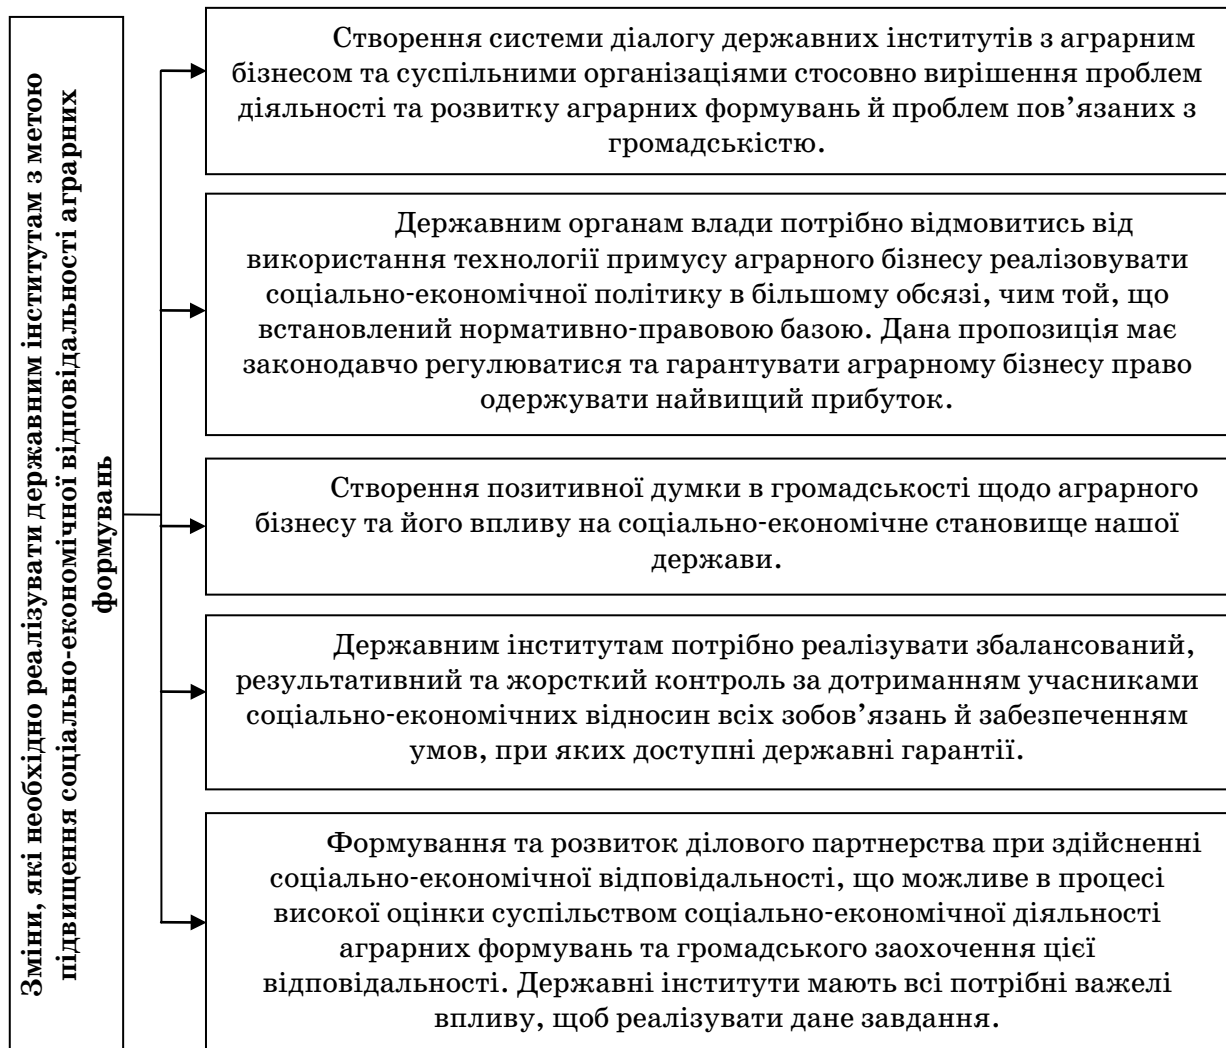 Зміни, які необхідно реалізувати державним інститутам з метою
підвищення соціально-економічної відповідальності аграрних
формувань
Створення системи діалогу державних інститутів з аграрним
бізнесом та суспільними організаціями стосовно вирішення проблем
діяльності та розвитку аграрних формувань й проблем пов’язаних з
громадськістю.
Державним органам влади потрібно відмовитись від
використання технології примусу аграрного бізнесу реалізовувати
соціально-економічної політику в більшому обсязі, чим той, що
встановлений нормативно-правовою базою. Дана пропозиція має
законодавчо регулюватися та гарантувати аграрному бізнесу право
одержувати найвищий прибуток.
Створення позитивної думки в громадськості щодо аграрного
бізнесу та його впливу на соціально-економічне становище нашої
держави.
Державним інститутам потрібно реалізувати збалансований,
результативний та жорсткий контроль за дотриманням учасниками
соціально-економічних відносин всіх зобов’язань й забезпеченням
умов, при яких доступні державні гарантії.
Формування та розвиток ділового партнерства при здійсненні
соціально-економічної відповідальності, що можливе в процесі
високої оцінки суспільством соціально-економічної діяльності
аграрних формувань та громадського заохочення цієї
відповідальності. Державні інститути мають всі потрібні важелі
впливу, щоб реалізувати дане завдання.